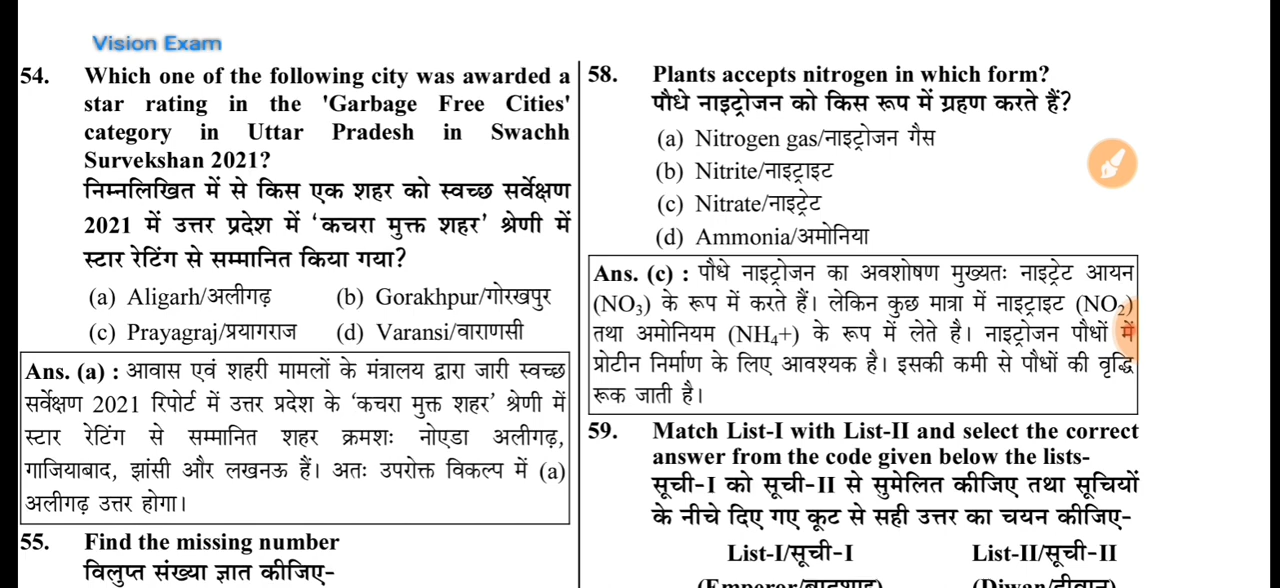 Vision Exam
54. Which one of the following city was awarded a
star rating in the 'Garbage Free Cities'
category in Uttar Pradesh in Swachh
Survekshan 2021?
निम्नलिखित में से किस एक शहर को स्वच्छ सर्वेक्षण
2021 में उत्तर प्रदेश में ‘कचरा मुक्त शहर’ श्रेणी में
स्टार रेटिंग से सम्मानित किया गया?
(a) Aligarh/अलीगढ़ (b) Gorakhpur/गोरखपुर
(c) Prayagraj/प्रयागराज (d) Varansi/वाराणसी
Ans. (a) : आवास एवं शहरी मामलों के मंत्रालय द्वारा जारी स्वच्छ
सर्वेक्षण 2021 रिपोर्ट में उत्तर प्रदेश के ‘कचरा मुक्त शहर’ श्रेणी में
स्टार रेटिंग से सम्मानित शहर क्रमशः नोएडा अलीगढ़,
गाजियाबाद, झांसी और लखनऊ हैं। अतः उपरोक्त विकल्प में (a)
अलीगढ़ उत्तर होगा।
55. Find the missing number
विलुप्त संख्या ज्ञात कीजिए-
58. Plants accepts nitrogen in which form?
पौधे नाइट्रोजन को किस रूप में ग्रहण करते हैं?
(a) Nitrogen gas/नाइट्रोजन गैस
(b) Nitrite/नाइट्राइट
(c) Nitrate/नाइट्रेट
(d) Ammonia/अमोनिया
Ans. (c) : पौधे नाइट्रोजन का अवशोषण मुख्यतः नाइट्रेट आयन
(NO₃) के रूप में करते हैं। लेकिन कुछ मात्रा में नाइट्राइट (NO₂)
तथा अमोनियम (NH₄+) के रूप में लेते है। नाइट्रोजन पौधों में
प्रोटीन निर्माण के लिए आवश्यक है। इसकी कमी से पौधों की वृद्धि
रूक जाती है।
59. Match List-I with List-II and select the correct
answer from the code given below the lists-
सूची-I को सूची-II से सुमेलित कीजिए तथा सूचियों
के नीचे दिए गए कूट से सही उत्तर का चयन कीजिए-
List-I/सूची-I List-II/सूची-II
(Emperor/बादशाह) (Diwan/दीवान)